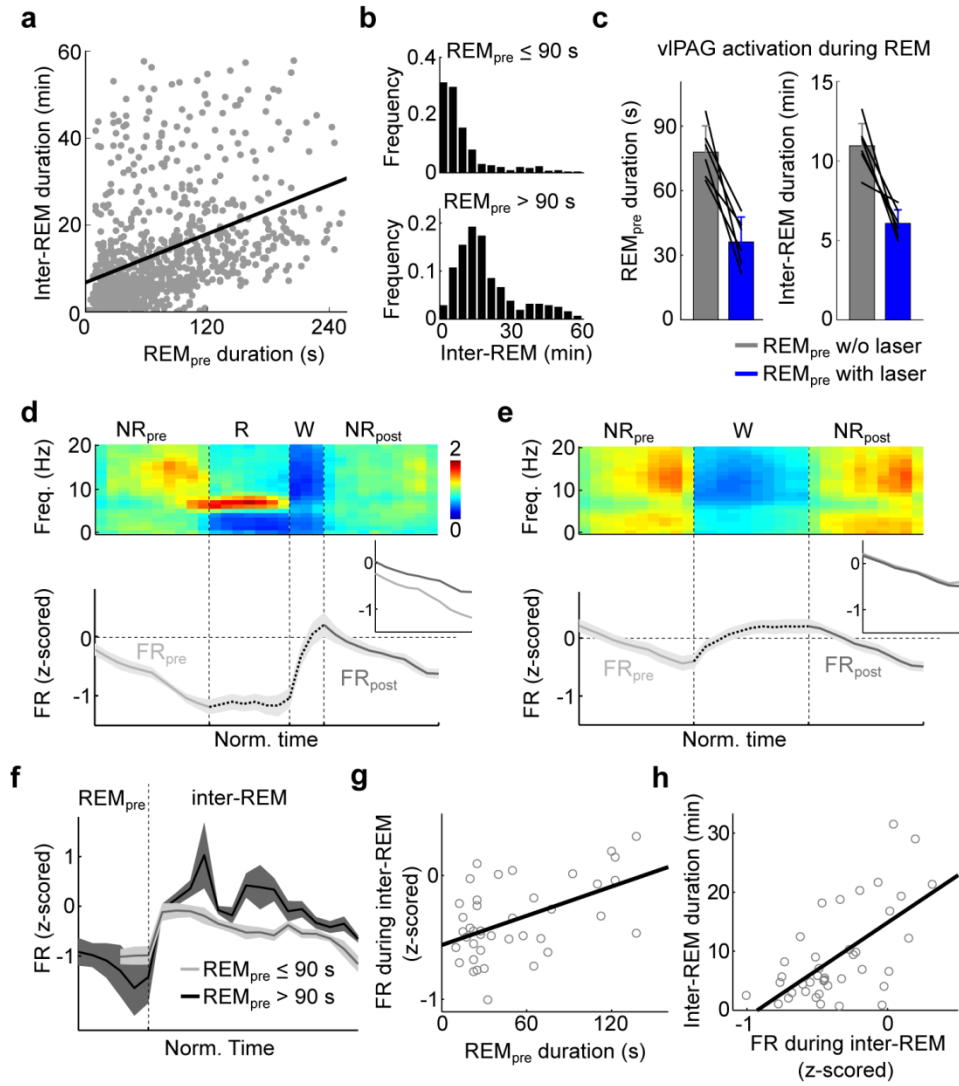 a
60
40
20
0
Inter-REM duration (min)
0 120 240
REMpre duration (s)
b
REMpre ≤ 90 s
0.4
0.2
0
Frequency
REMpre > 90 s
0.2
0.1
0
Frequency
0 30 60
Inter-REM (min)
c
vlPAG activation during REM
90
60
30
0
REMpre duration (s)
15
10
5
0
Inter-REM duration (min)
REMpre w/o laser
REMpre with laser
d
NRpre R W NRpost
20
10
0
Freq. (Hz)
2
0
0
-1
0
-1
FR (z-scored)
FRpre
FRpost
Norm. time
e
NRpre W NRpost
20
10
0
Freq. (Hz)
0
-1
0
-1
FR (z-scored)
FRpre
FRpost
Norm. time
f
REMpre inter-REM
1
0
-1
FR (z-scored)
REMpre ≤ 90 s
REMpre > 90 s
Norm. Time
g
0
-1
FR during inter-REM
(z-scored)
0 60 120
REMpre duration (s)
h
30
20
10
0
Inter-REM duration (min)
-1 0
FR during inter-REM
(z-scored)